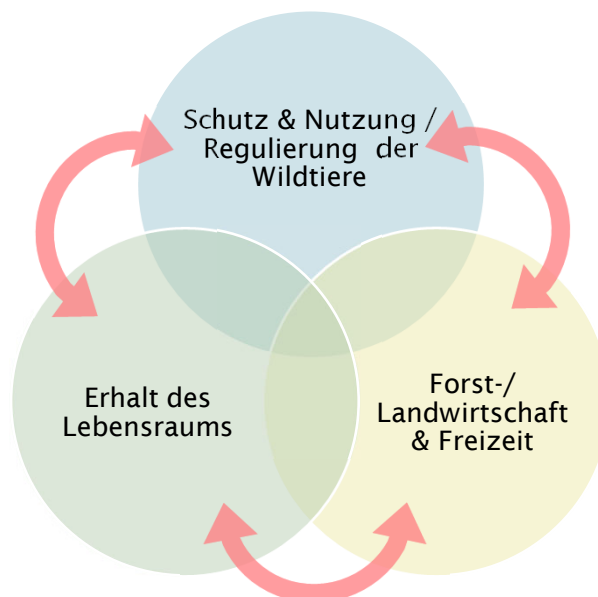 Schutz & Nutzung /
Regulierung der
Wildtiere
Erhalt des
Lebensraums
Forst-/
Landwirtschaft
& Freizeit